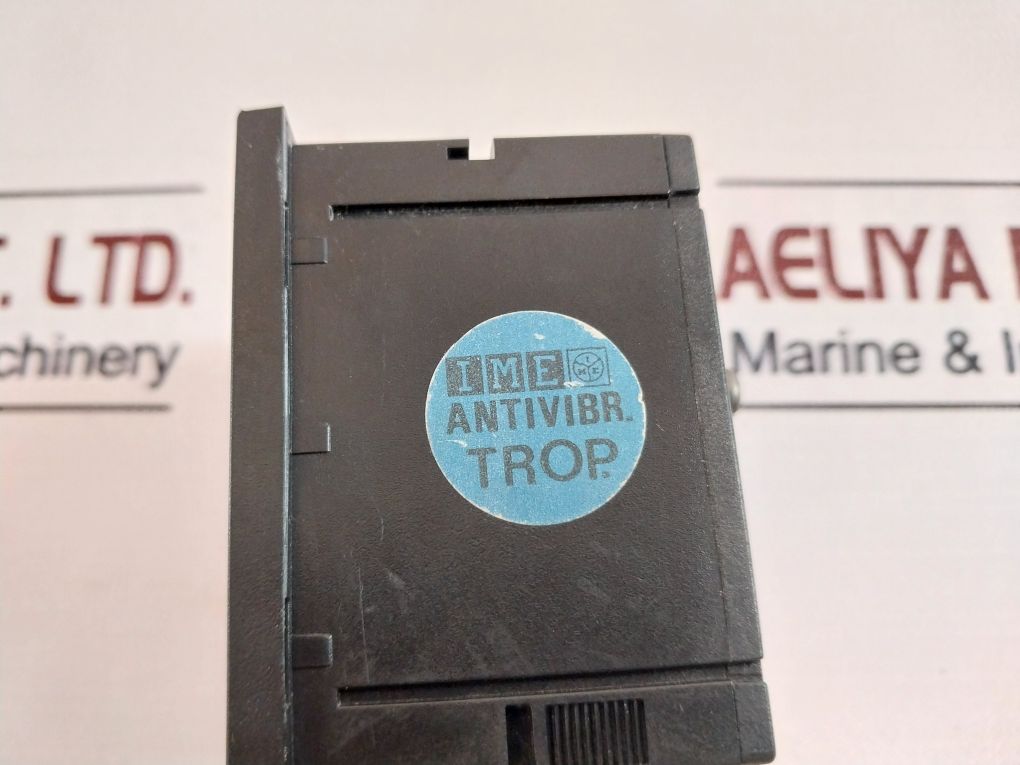 IME
ANTIVIBR.
TROP.
. LTD.
chinery
AELIYA
Marine & I